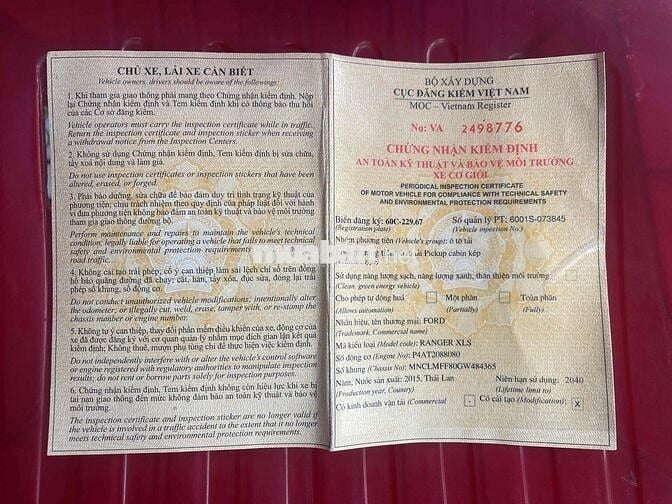 CHỦ XE, LÁI XE CẦN BIẾT
Vehicle owners, drivers should be aware of the followings
1. Khi tham gia giao thông phải mang theo Chứng nhận kiểm định. Nộp
lại Chứng nhận kiểm định và Tem kiểm định khi có thông báo thu hồi
của các Cơ sở đăng kiểm.
Vehicle operators must carry the inspection certificate while in traffic.
Return the inspection certificate and inspection sticker when receiving
a withdrawal notice from the Inspection Centers.
2. Không sử dụng Chứng nhận kiểm định, Tem kiểm định bị sửa chữa,
tẩy xoá nội dung và làm giả.
Do not use inspection certificates or inspection stickers that have been
altered, erased, or forged.
3. Phải bảo dưỡng, sửa chữa để bảo đảm duy trì tình trạng kỹ thuật của
phương tiện; chịu trách nhiệm theo quy định của pháp luật đối với hành
vi đưa phương tiện không bảo đảm an toàn kỹ thuật và bảo vệ môi trường
tham gia giao thông đường bộ.
Perform maintenance and repairs to maintain the vehicle's technical
condition; legally liable for operating a vehicle that fails to meet technical
safety and environmental protection requirements
road traffic.
4. Không cải tạo trái phép; cố ý can thiệp làm sai lệch chỉ số trên đồng
hồ báo quãng đường đã chạy; cắt, hàn, tẩy xóa, đục sửa, đóng lại trái
phép số khung, số động cơ.
Do not conduct unauthorized vehicle modifications; intentionally alter
the odometer; or illegally cut, weld, erase, tamper with, or re-stamp the
chassis number or engine number.
5. Không tự ý can thiệp, thay đổi phần mềm điều khiển của xe, động cơ của
xe đã được đăng ký với cơ quan quản lý nhằm mục đích gian lận kết quả
kiểm định; Không thuê, mượn phụ tùng chỉ để thực hiện việc kiểm định.
Do not independently interfere with or alter the vehicle's control software
or engine registered with regulatory authorities to manipulate inspection
results; do not rent or borrow parts solely for inspection purposes.
6. Chứng nhận kiểm định, Tem kiểm định không còn hiệu lực khi xe bị
tai nạn giao thông đến mức không đảm bảo an toàn kỹ thuật và bảo vệ
môi trường.
The inspection certificate and inspection sticker are no longer valid if
the vehicle is involved in a traffic accident to the extent that it no longer
meets technical safety and environmental protection requirements.
BỘ XÂY DỰNG
CỤC ĐĂNG KIỂM VIỆT NAM
MOC – Vietnam Register
No: VA 2498776
CHỨNG NHẬN KIỂM ĐỊNH
AN TOÀN KỸ THUẬT VÀ BẢO VỆ MÔI TRƯỜNG
XE CƠ GIỚI
PERIODICAL INSPECTION CERTIFICATE
OF MOTOR VEHICLE FOR COMPLIANCE WITH TECHNICAL SAFETY
AND ENVIRONMENTAL PROTECTION REQUIREMENTS
Biển đăng ký: 60C-229.67 Số quản lý PT: 6001S-073845
(Registration plate) (Vehicle inpection No.)
Nhóm phương tiện (Vehicle's group): ô tô tải
tải Pickup cabin kép
Sử dụng năng lượng sạch, năng lượng xanh, thân thiện môi trường
(Clean, green energy vehicle)
Cho phép tự động hoá Một phần Toàn phần
(Allows automation) (Partially) (Fully)
Nhãn hiệu, tên thương mại: FORD
(Trademark, Commercial name)
Mã kiểu loại (Model code): RANGER XLS
Số động cơ (Engine No): P4AT2088080
Số khung (Chassis No): MNCLMFF80GW484365
Năm, Nước sản xuất: 2015, Thái Lan Niên hạn sử dụng: 2040
(Production year, Country) (Lifetime limit to)
Có kinh doanh vận tải (Commercial - Có cải tạo (Modification): X